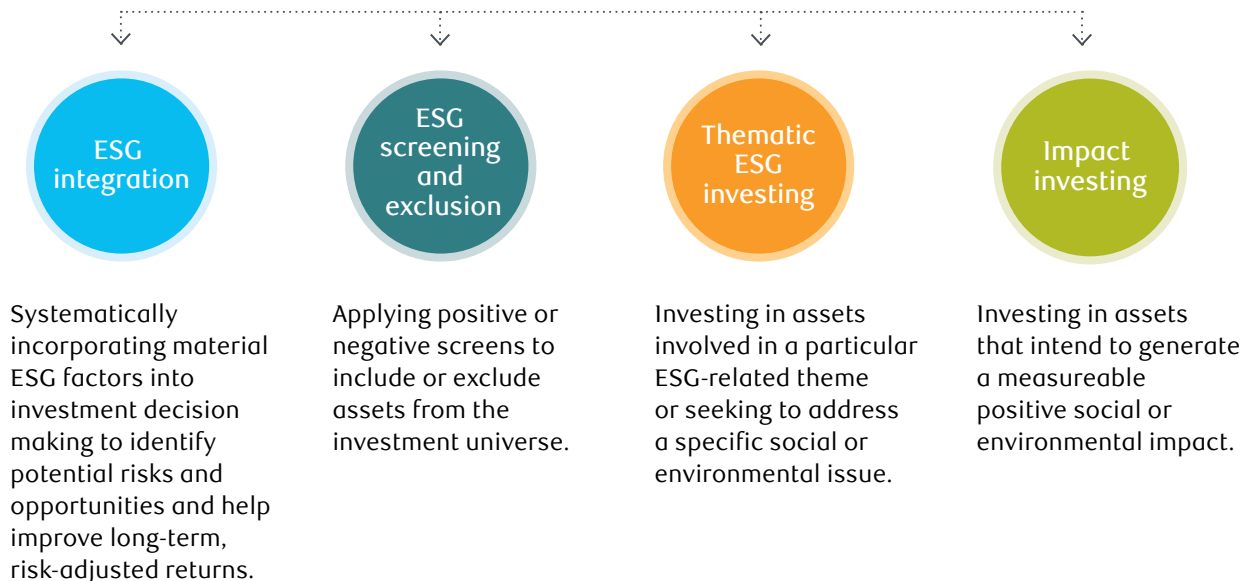 ESG
integration
ESG
screening
and
exclusion
Thematic
ESG
investing
Impact
investing
Systematically
incorporating material
ESG factors into
investment decision
making to identify
potential risks and
opportunities and help
improve long-term,
risk-adjusted returns.
Applying positive or
negative screens to
include or exclude
assets from the
investment universe.
Investing in assets
involved in a particular
ESG-related theme
or seeking to address
a specific social or
environmental issue.
Investing in assets
that intend to generate
a measureable
positive social or
environmental impact.